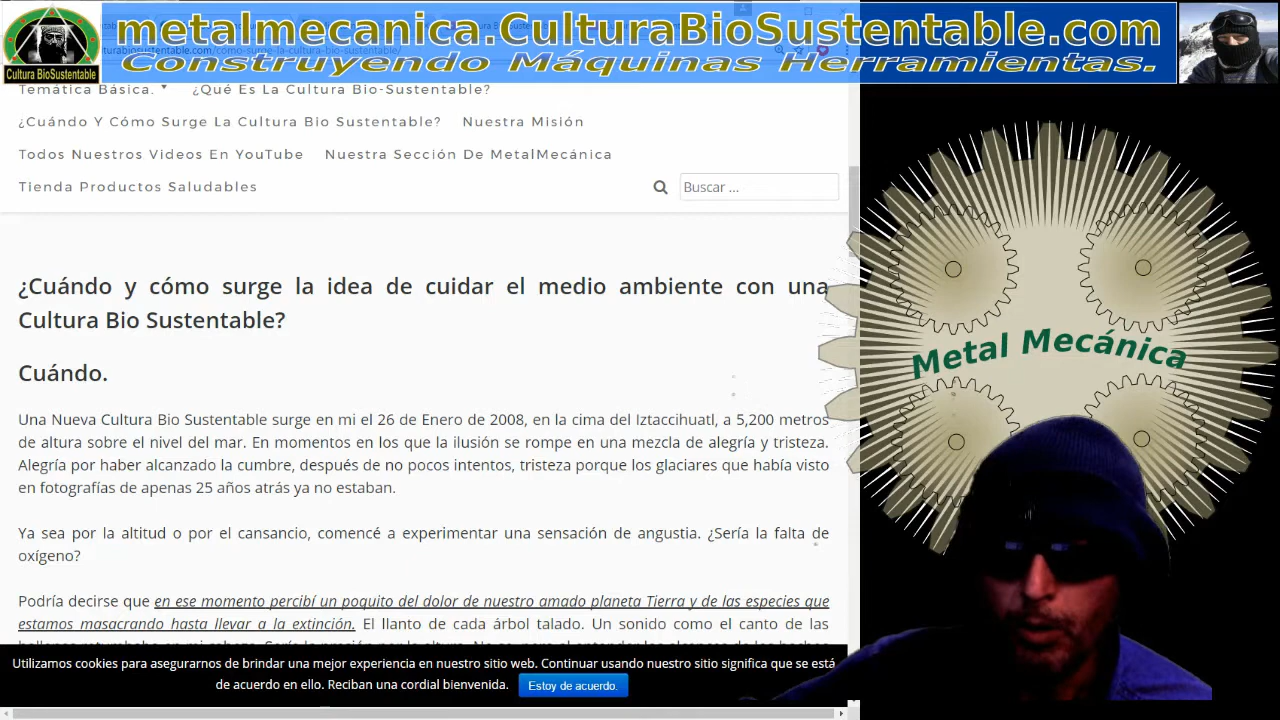 metalmecanica.CulturaBioSustentable.com
Construyendo Máquinas Herramientas.
Cultura BioSustentable
urabiosustentable.com/como-surge-la-cultura-bio-sustentable/
Temática Básica. ¿Qué Es La Cultura Bio-Sustentable?
¿Cuándo Y Cómo Surge La Cultura Bio Sustentable? Nuestra Misión
Todos Nuestros Videos En YouTube Nuestra Sección De MetalMecánica
Tienda Productos Saludables Buscar ...
¿Cuándo y cómo surge la idea de cuidar el medio ambiente con una
Cultura Bio Sustentable?
Metal Mecánica
Cuándo.
Una Nueva Cultura Bio Sustentable surge en mi el 26 de Enero de 2008, en la cima del Iztaccihuatl, a 5,200 metros
de altura sobre el nivel del mar. En momentos en los que la ilusión se rompe en una mezcla de alegría y tristeza.
Alegría por haber alcanzado la cumbre, después de no pocos intentos, tristeza porque los glaciares que había visto
en fotografías de apenas 25 años atrás ya no estaban.
Ya sea por la altitud o por el cansancio, comencé a experimentar una sensación de angustia. ¿Sería la falta de
oxígeno?
Podría decirse que en ese momento percibí un poquito del dolor de nuestro amado planeta Tierra y de las especies que
estamos masacrando hasta llevar a la extinción. El llanto de cada árbol talado. Un sonido como el canto de las
Utilizamos cookies para asegurarnos de brindar una mejor experiencia en nuestro sitio web. Continuar usando nuestro sitio significa que se está
de acuerdo en ello. Reciban una cordial bienvenida. Estoy de acuerdo.